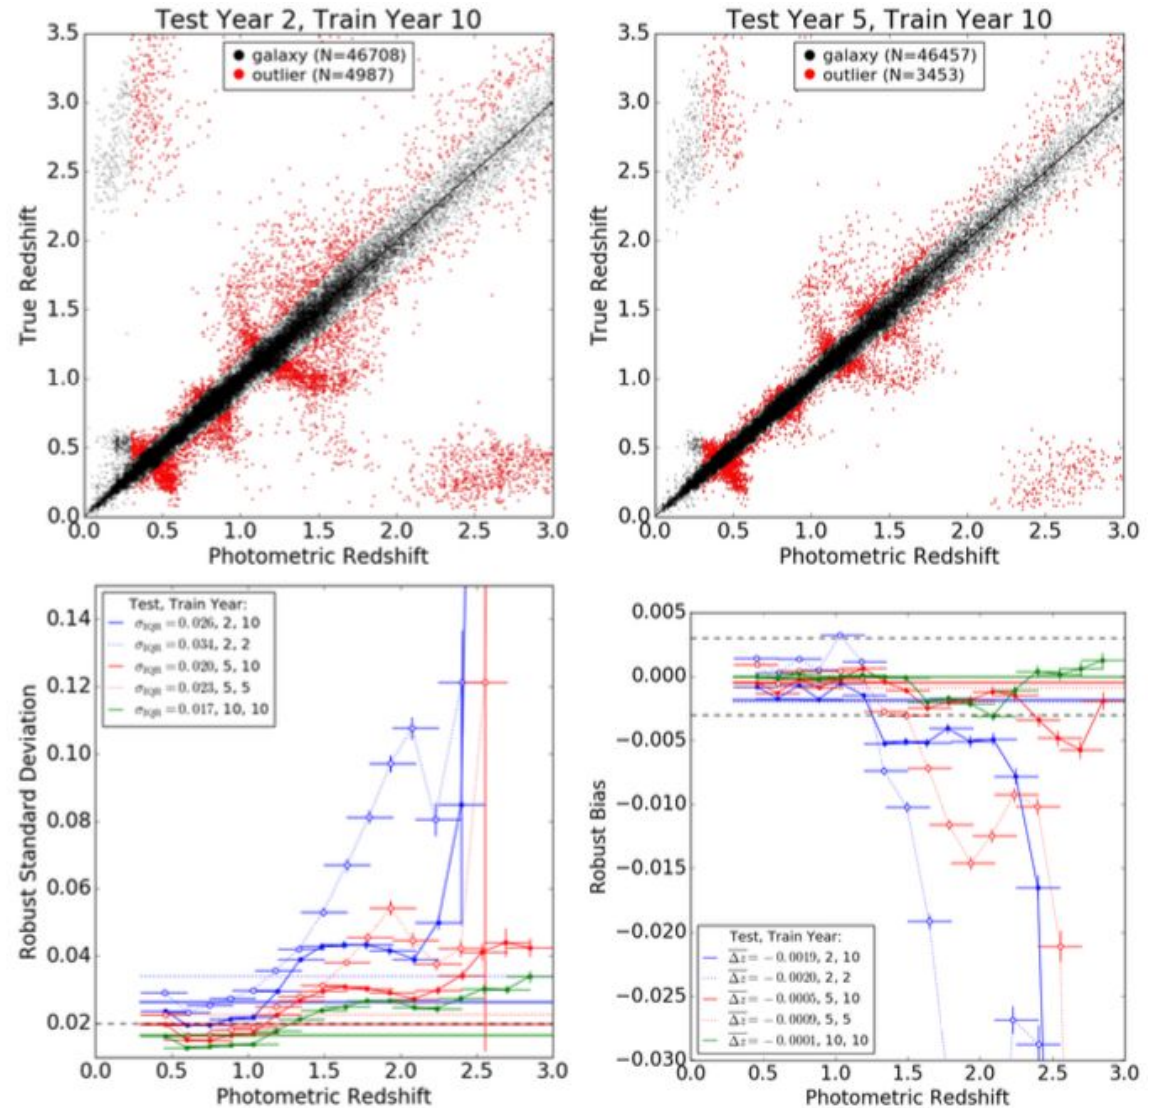 Test Year 2, Train Year 10
galaxy (N=46708)
outlier (N=4987)
True Redshift
3.5
3.0
2.5
2.0
1.5
1.0
0.5
0.0
0.0 0.5 1.0 1.5 2.0 2.5 3.0
Photometric Redshift
Test Year 5, Train Year 10
galaxy (N=46457)
outlier (N=3453)
True Redshift
3.5
3.0
2.5
2.0
1.5
1.0
0.5
0.0
0.0 0.5 1.0 1.5 2.0 2.5 3.0
Photometric Redshift
Test, Train Year:
σIQR = 0.026, 2, 10
σIQR = 0.034, 2, 2
σIQR = 0.020, 5, 10
σIQR = 0.023, 5, 5
σIQR = 0.017, 10, 10
Robust Standard Deviation
0.14
0.12
0.10
0.08
0.06
0.04
0.02
0.0 0.5 1.0 1.5 2.0 2.5 3.0
Photometric Redshift
Robust Bias
0.005
0.000
−0.005
−0.010
−0.015
−0.020
−0.025
−0.030
Test, Train Year:
Δz = −0.0019, 2, 10
Δz = −0.0020, 2, 2
Δz = −0.0005, 5, 10
Δz = −0.0009, 5, 5
Δz = −0.0001, 10, 10
0.0 0.5 1.0 1.5 2.0 2.5 3.0
Photometric Redshift